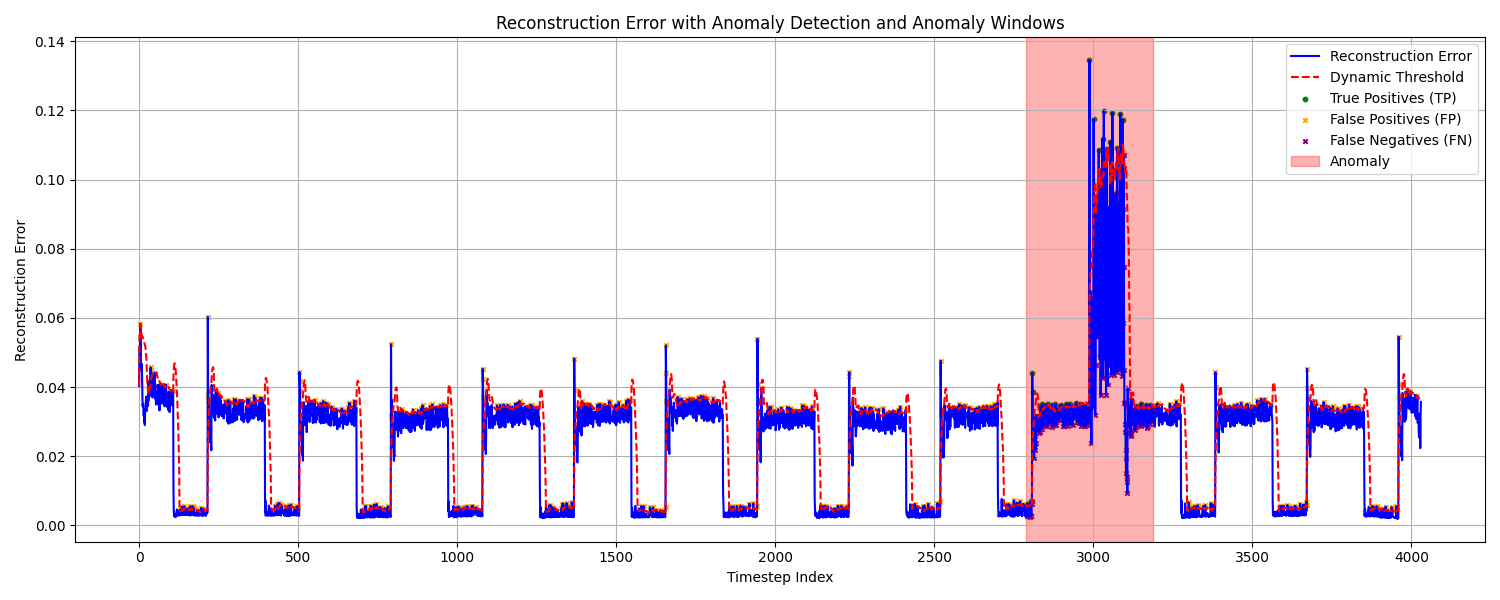 Reconstruction Error with Anomaly Detection and Anomaly Windows
0.14
0.12
0.10
0.08
0.06
0.04
0.02
0.00
Reconstruction Error
Reconstruction Error
Dynamic Threshold
True Positives (TP)
False Positives (FP)
False Negatives (FN)
Anomaly
0
500
1000
1500
2000
2500
3000
3500
4000
Timestep Index